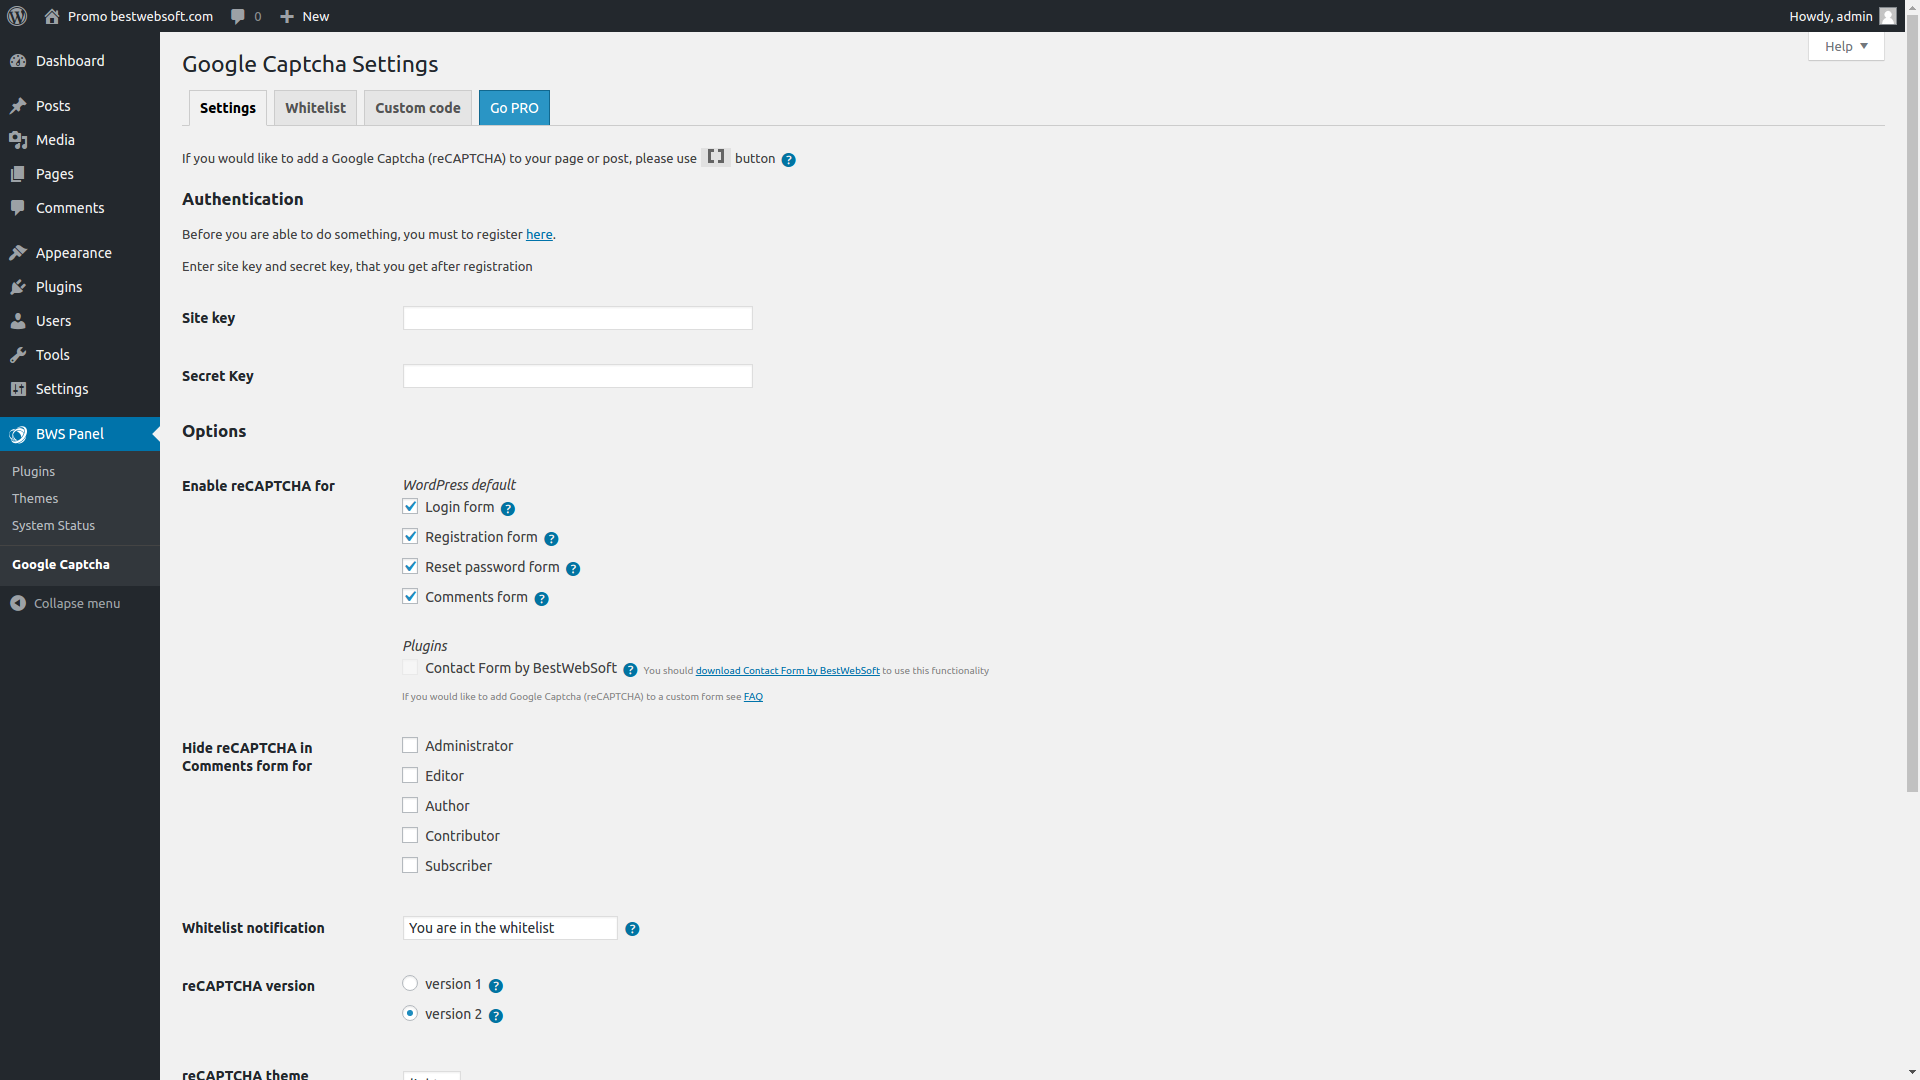 Promo bestwebsoft.com 0 New Howdy, admin
Help
Dashboard
Posts
Media
Pages
Comments
Appearance
Plugins
Users
Tools
Settings
BWS Panel
Plugins
Themes
System Status
Google Captcha
Collapse menu
Google Captcha Settings
Settings Whitelist Custom code Go PRO
If you would like to add a Google Captcha (reCAPTCHA) to your page or post, please use [] button ?
Authentication
Before you are able to do something, you must to register here.
Enter site key and secret key, that you get after registration
Site key
Secret Key
Options
Enable reCAPTCHA for
WordPress default
Login form ?
Registration form ?
Reset password form ?
Comments form ?
Plugins
Contact Form by BestWebSoft ? You should download Contact Form by BestWebSoft to use this functionality
If you would like to add Google Captcha (reCAPTCHA) to a custom form see FAQ
Hide reCAPTCHA in
Comments form for
Administrator
Editor
Author
Contributor
Subscriber
Whitelist notification You are in the whitelist ?
reCAPTCHA version
version 1 ?
version 2 ?
reCAPTCHA theme